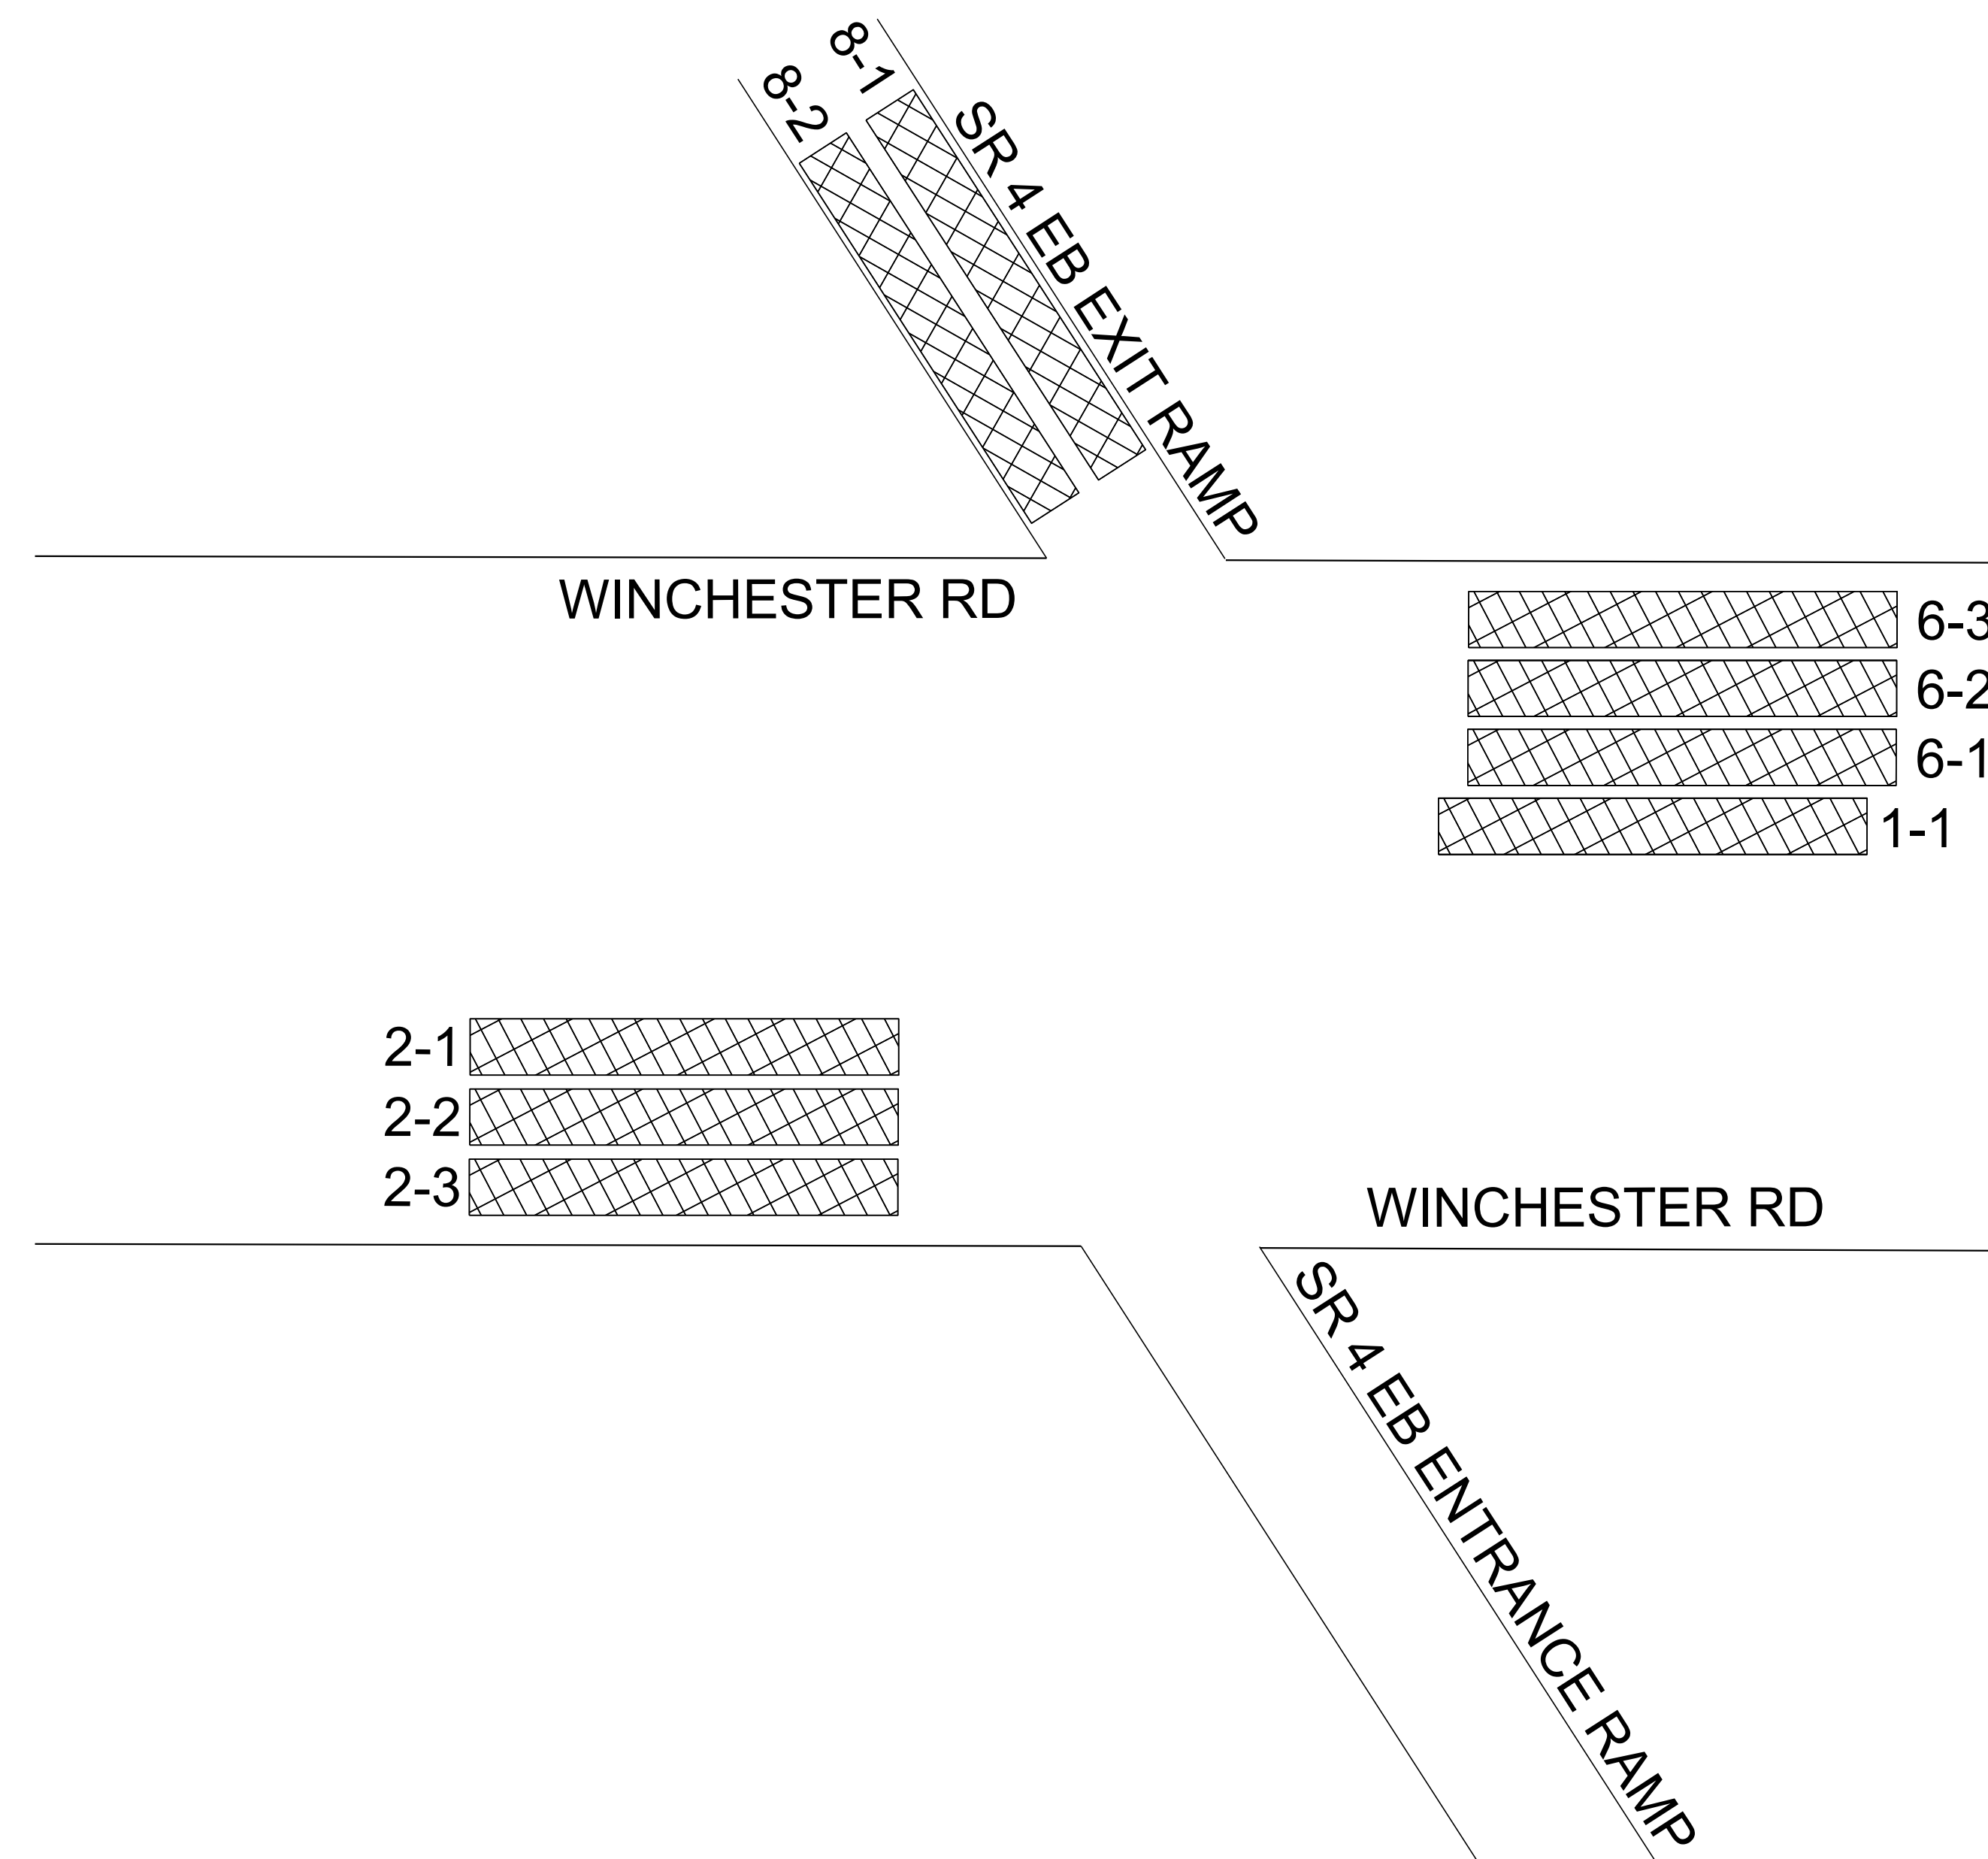 8-1
8-2
SR 4 EB EXIT RAMP
WINCHESTER RD
6-3
6-2
6-1
1-1
2-1
2-2
2-3
WINCHESTER RD
SR 4 EB ENTRANCE RAMP